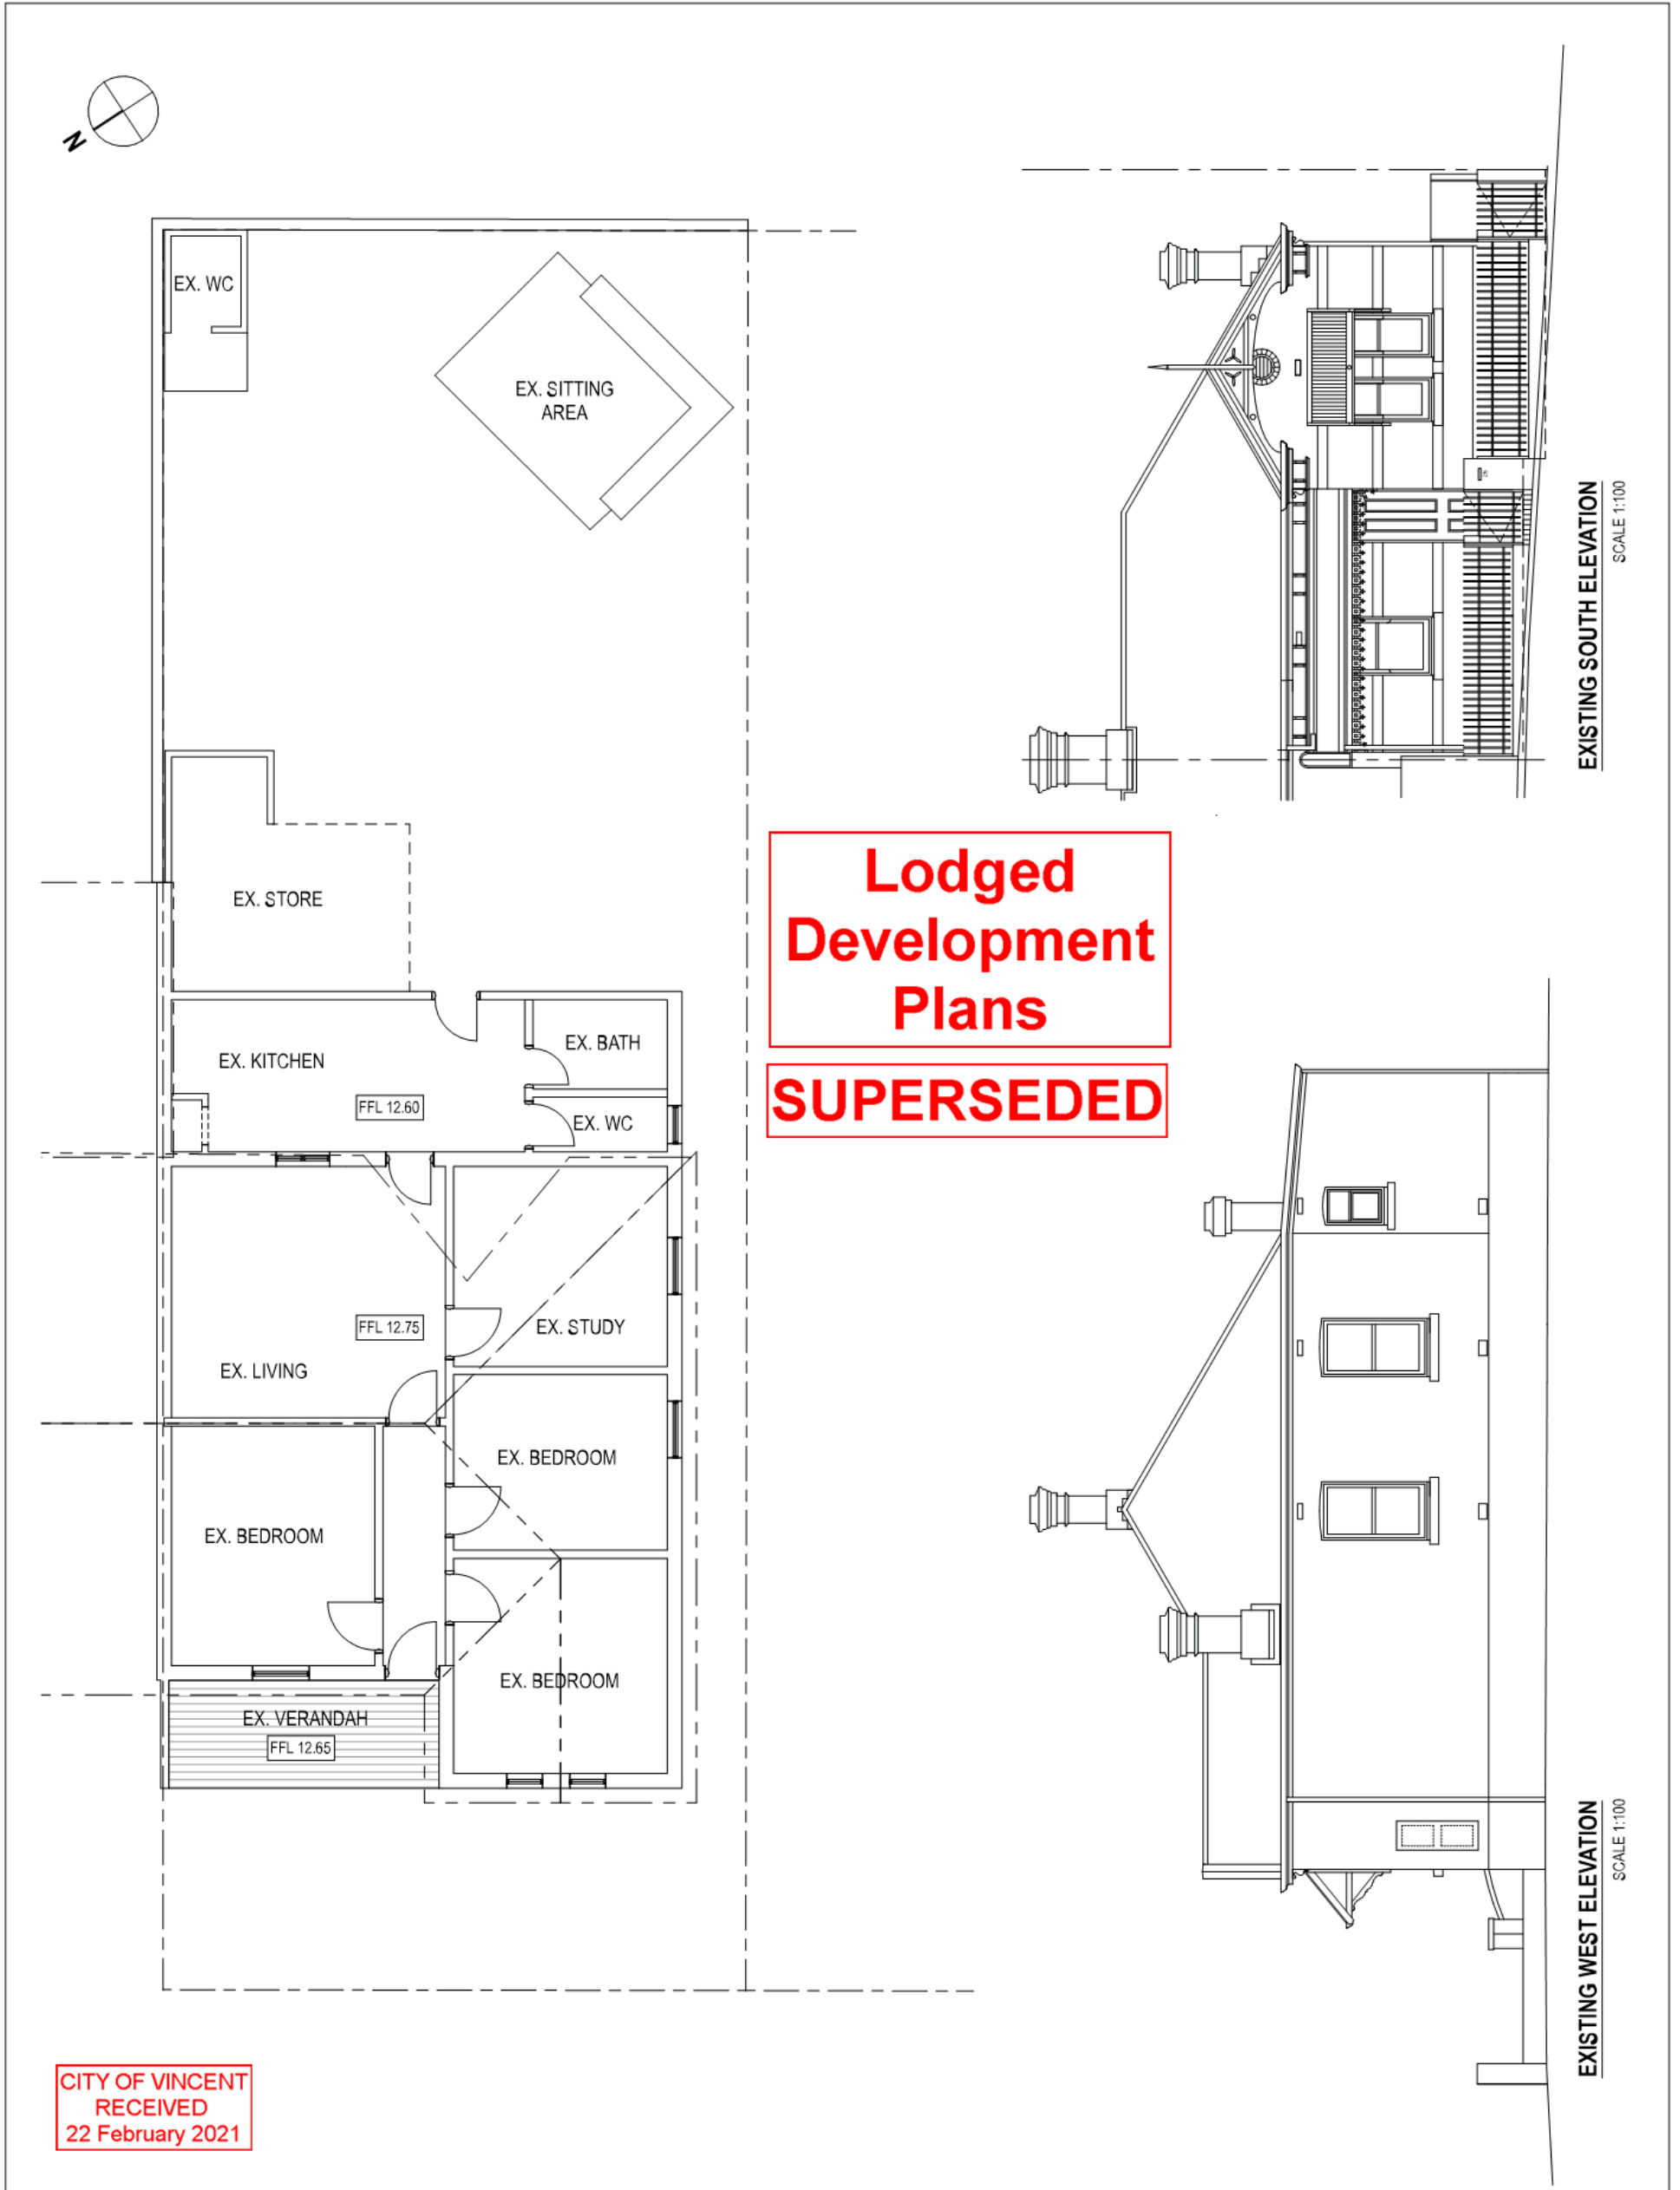 N
EX. WC
EX. SITTING
AREA
EX. STORE
EX. KITCHEN
FFL 12.60
EX. BATH
EX. WC
FFL 12.75
EX. STUDY
EX. LIVING
EX. BEDROOM
EX. BEDROOM
EX. BEDROOM
EX. VERANDAH
FFL 12.65
EXISTING SOUTH ELEVATION
SCALE 1:100
Lodged
Development
Plans
SUPERSEDED
EXISTING WEST ELEVATION
SCALE 1:100
CITY OF VINCENT
RECEIVED
22 February 2021